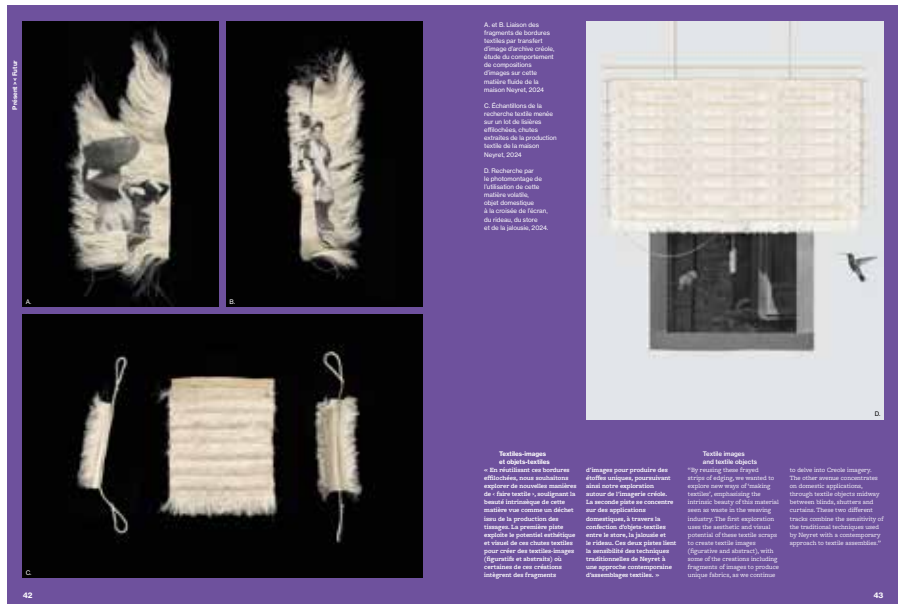 Présent >< Futur
A.
B.
C.
42
A. et B. Liaison des
fragments de bordures
textiles par transfert
d'image d'archive créole,
étude du comportement
de compositions
d'images sur cette
matière fluide de la
maison Neyret, 2024
C. Échantillons de la
recherche textile menée
sur un lot de lisières
effilochées, chutes
extraites de la production
textile de la maison
Neyret, 2024
D. Recherche par
le photomontage de
l'utilisation de cette
matière volatile,
objet domestique
à la croisée de l'écran,
du rideau, du store
et de la jalousie, 2024.
D.
Textiles-images
et objets-textiles
« En réutilisant ces bordures
effilochées, nous souhaitons
explorer de nouvelles manières
de « faire textile », soulignant la
beauté intrinsèque de cette
matière vue comme un déchet
issu de la production des
tissages. La première piste
exploite le potentiel esthétique
et visuel de ces chutes textiles
pour créer des textiles-images
(figuratifs et abstraits) où
certaines de ces créations
intègrent des fragments
d'images pour produire des
étoffes uniques, poursuivant
ainsi notre exploration
autour de l'imagerie créole.
La seconde piste se concentre
sur des applications
domestiques, à travers la
confection d'objets-textiles
entre le store, la jalousie et
le rideau. Ces deux pistes lient
la sensibilité des techniques
traditionnelles de Neyret à
une approche contemporaine
d'assemblages textiles. »
Textile images
and textile objects
"By reusing these frayed
strips of edging, we wanted to
explore new ways of 'making
textiles', emphasising the
intrinsic beauty of this material
seen as waste in the weaving
industry. The first exploration
uses the aesthetic and visual
potential of these textile scraps
to create textile images
(figurative and abstract), with
some of the creations including
fragments of images to produce
unique fabrics, as we continue
to delve into Creole imagery.
The other avenue concentrates
on domestic applications,
through textile objects midway
between blinds, shutters and
curtains. These two different
tracks combine the sensitivity of
the traditional techniques used
by Neyret with a contemporary
approach to textile assemblies."
43